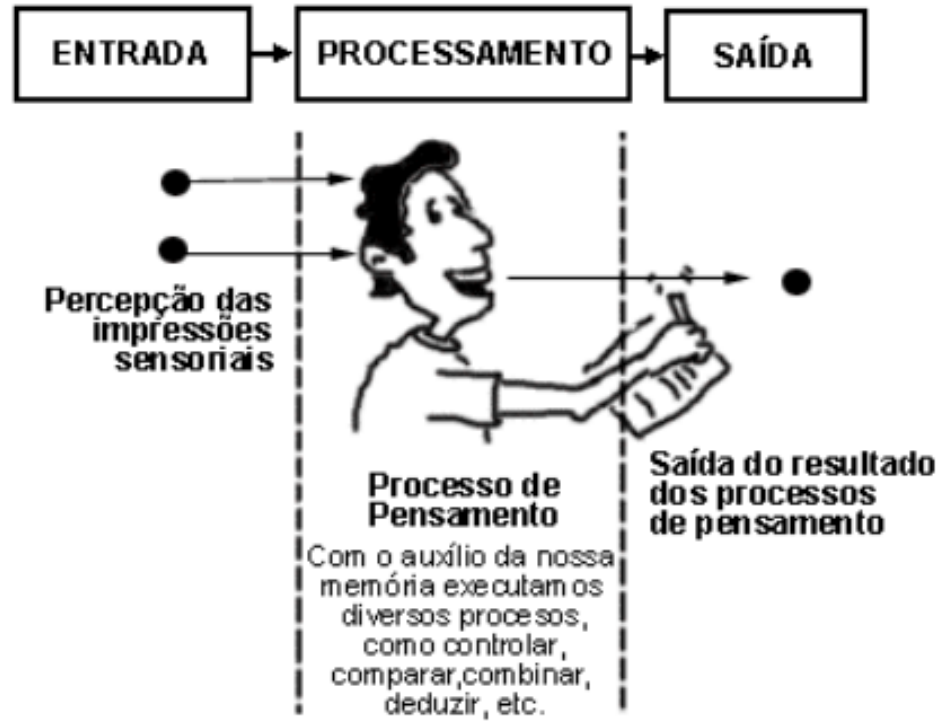 ENTRADA
PROCESSAMENTO
SAÍDA
Percepção das
impressões
sensoriais
Processo de
Pensamento
Com o auxílio da nossa
memória executamos
diversos procesos,
como controlar,
comparar,combinar,
deduzir, etc.
Saída do resultado
dos processos
de pensamento